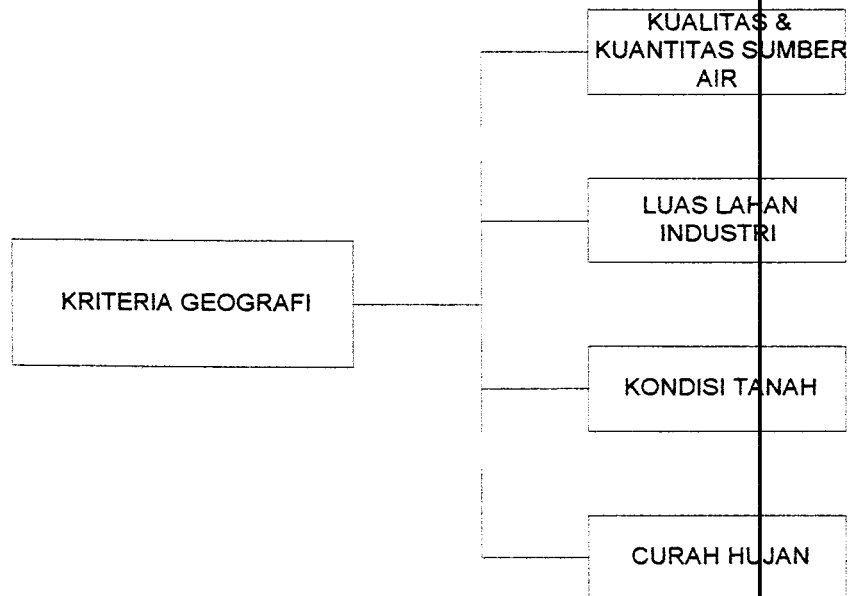 KUALITAS &
KUANTITAS SUMBER
AIR
LUAS LAHAN
INDUSTRI
KRITERIA GEOGRAFI
KONDISI TANAH
CURAH HUJAN